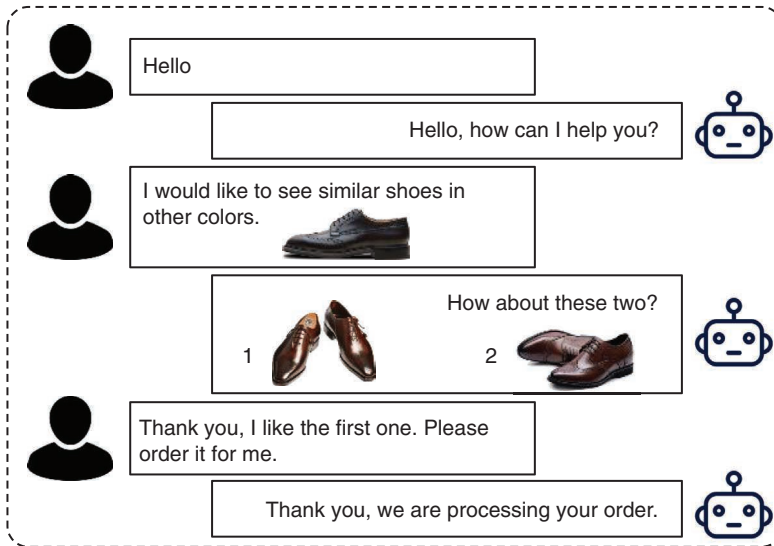 Hello
Hello, how can I help you?
I would like to see similar shoes in
other colors.
How about these two?
1
2
Thank you, I like the first one. Please
order it for me.
Thank you, we are processing your order.